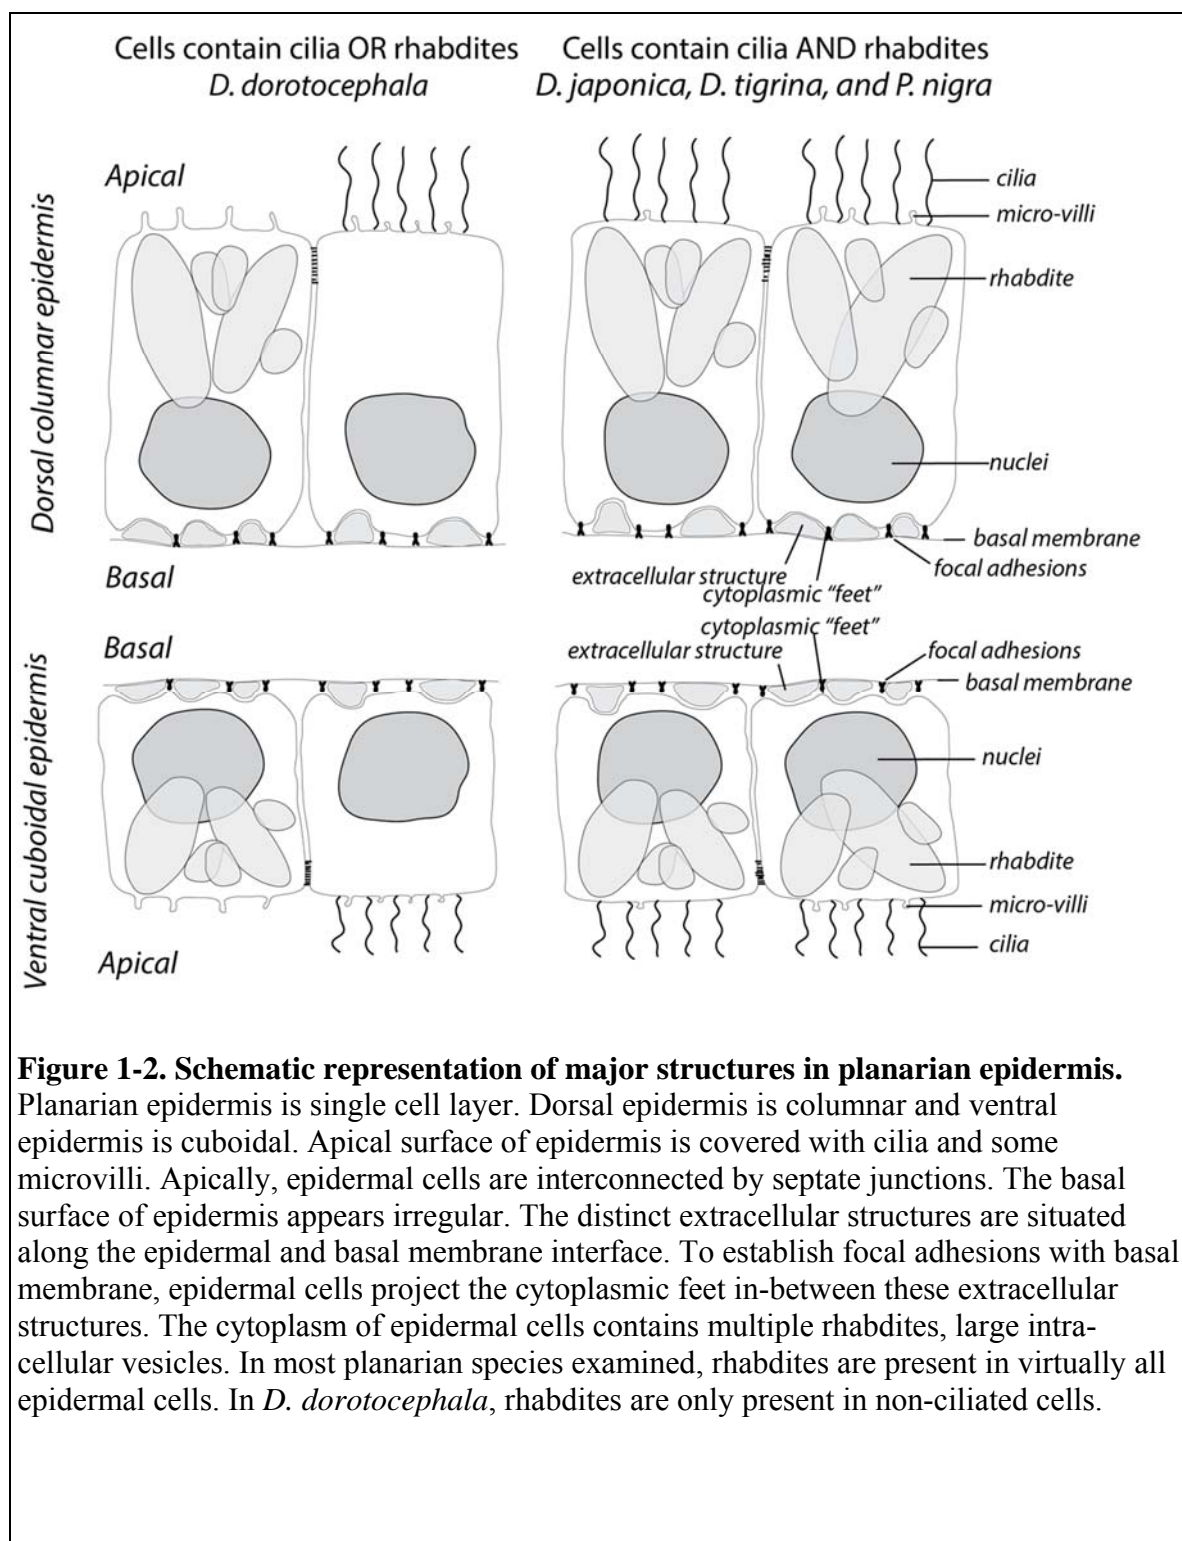 Cells contain cilia OR rhabdites
D. dorotocephala
Cells contain cilia AND rhabdites
D. japonica, D. tigrina, and P. nigra
Dorsal columnar epidermis
Apical
cilia
micro-villi
rhabdite
nuclei
basal membrane
focal adhesions
extracellular structure
cytoplasmic “feet”
Basal
Ventral cuboidal epidermis
Basal
cytoplasmic “feet”
extracellular structure
focal adhesions
basal membrane
nuclei
rhabdite
micro-villi
cilia
Apical
Figure 1-2. Schematic representation of major structures in planarian epidermis.
Planarian epidermis is single cell layer. Dorsal epidermis is columnar and ventral
epidermis is cuboidal. Apical surface of epidermis is covered with cilia and some
microvilli. Apically, epidermal cells are interconnected by septate junctions. The basal
surface of epidermis appears irregular. The distinct extracellular structures are situated
along the epidermal and basal membrane interface. To establish focal adhesions with basal
membrane, epidermal cells project the cytoplasmic feet in-between these extracellular
structures. The cytoplasm of epidermal cells contains multiple rhabdites, large intra-
cellular vesicles. In most planarian species examined, rhabdites are present in virtually all
epidermal cells. In D. dorotocephala, rhabdites are only present in non-ciliated cells.